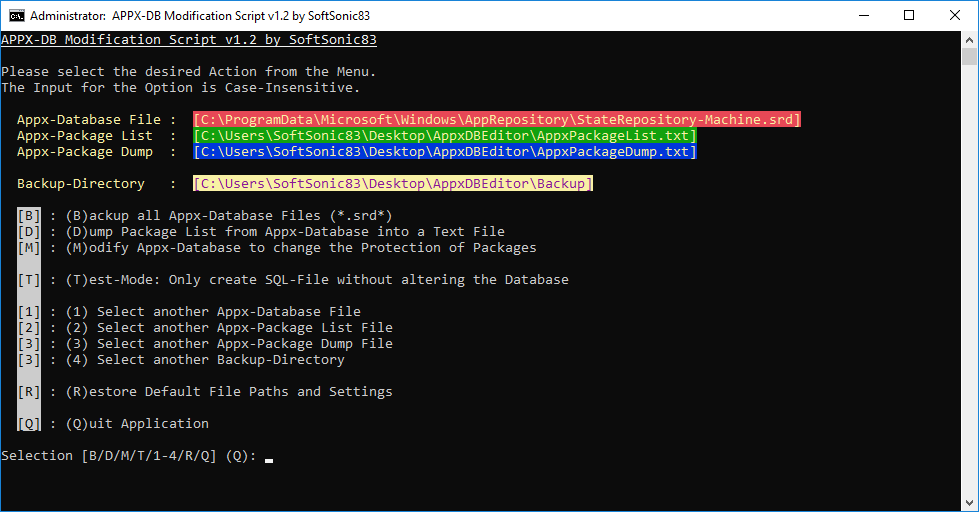 Administrator:  APPX-DB Modification Script v1.2 by SoftSonic83
APPX-DB Modification Script v1.2 by SoftSonic83
Please select the desired Action from the Menu.
The Input for the Option is Case-Insensitive.
Appx-Database File :  [C:\ProgramData\Microsoft\Windows\AppRepository\StateRepository-Machine.srd]
Appx-Package List  :  [C:\Users\SoftSonic83\Desktop\AppxDBEditor\AppxPackageList.txt]
Appx-Package Dump  :  [C:\Users\SoftSonic83\Desktop\AppxDBEditor\AppxPackageDump.txt]
Backup-Directory   :  [C:\Users\SoftSonic83\Desktop\AppxDBEditor\Backup]
[B] : (B)ackup all Appx-Database Files (*.srd*)
[D] : (D)ump Package List from Appx-Database into a Text File
[M] : (M)odify Appx-Database to change the Protection of Packages
[T] : (T)est-Mode: Only create SQL-File without altering the Database
[1] : (1) Select another Appx-Database File
[2] : (2) Select another Appx-Package List File
[3] : (3) Select another Appx-Package Dump File
[3] : (4) Select another Backup-Directory
[R] : (R)estore Default File Paths and Settings
[Q] : (Q)uit Application
Selection [B/D/M/T/1-4/R/Q] (Q): _